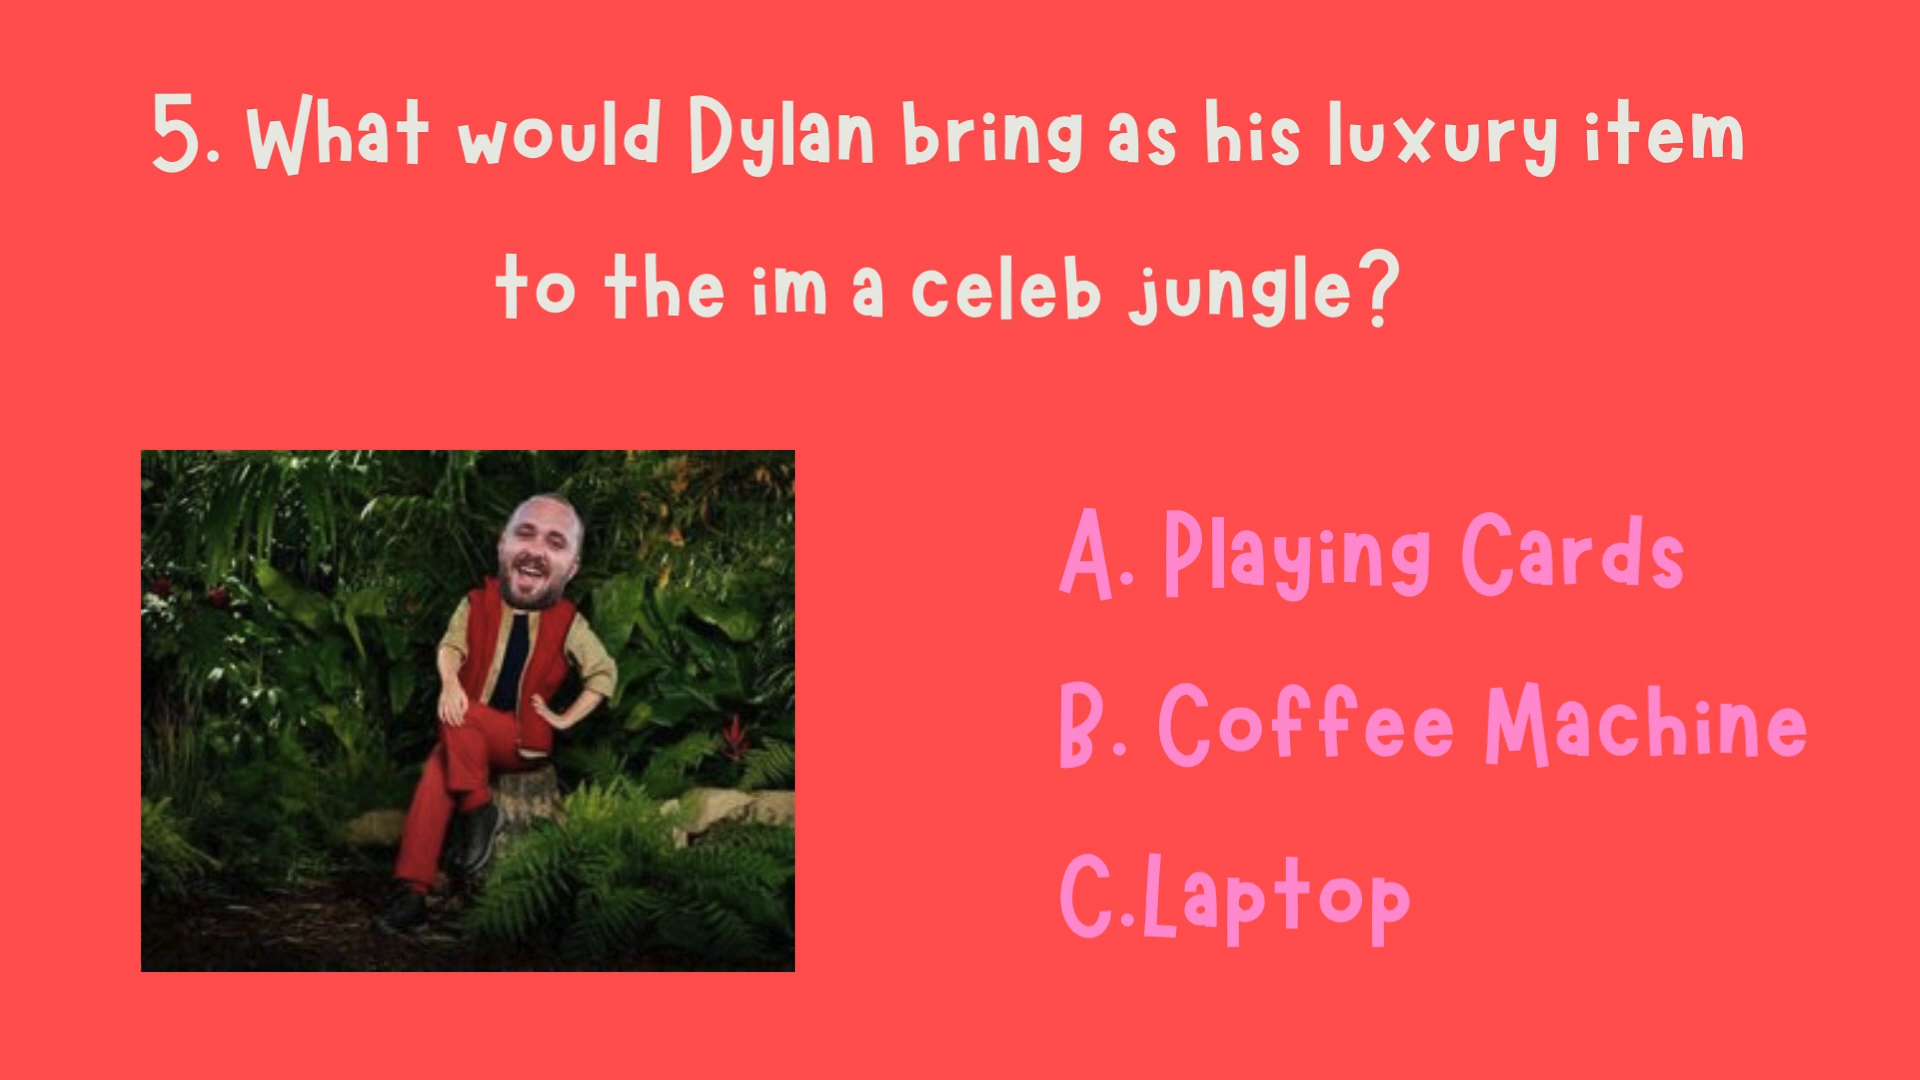 5. What would Dylan bring as his luxury item
to the im a celeb jungle?
A. Playing Cards
B. Coffee Machine
C.Laptop